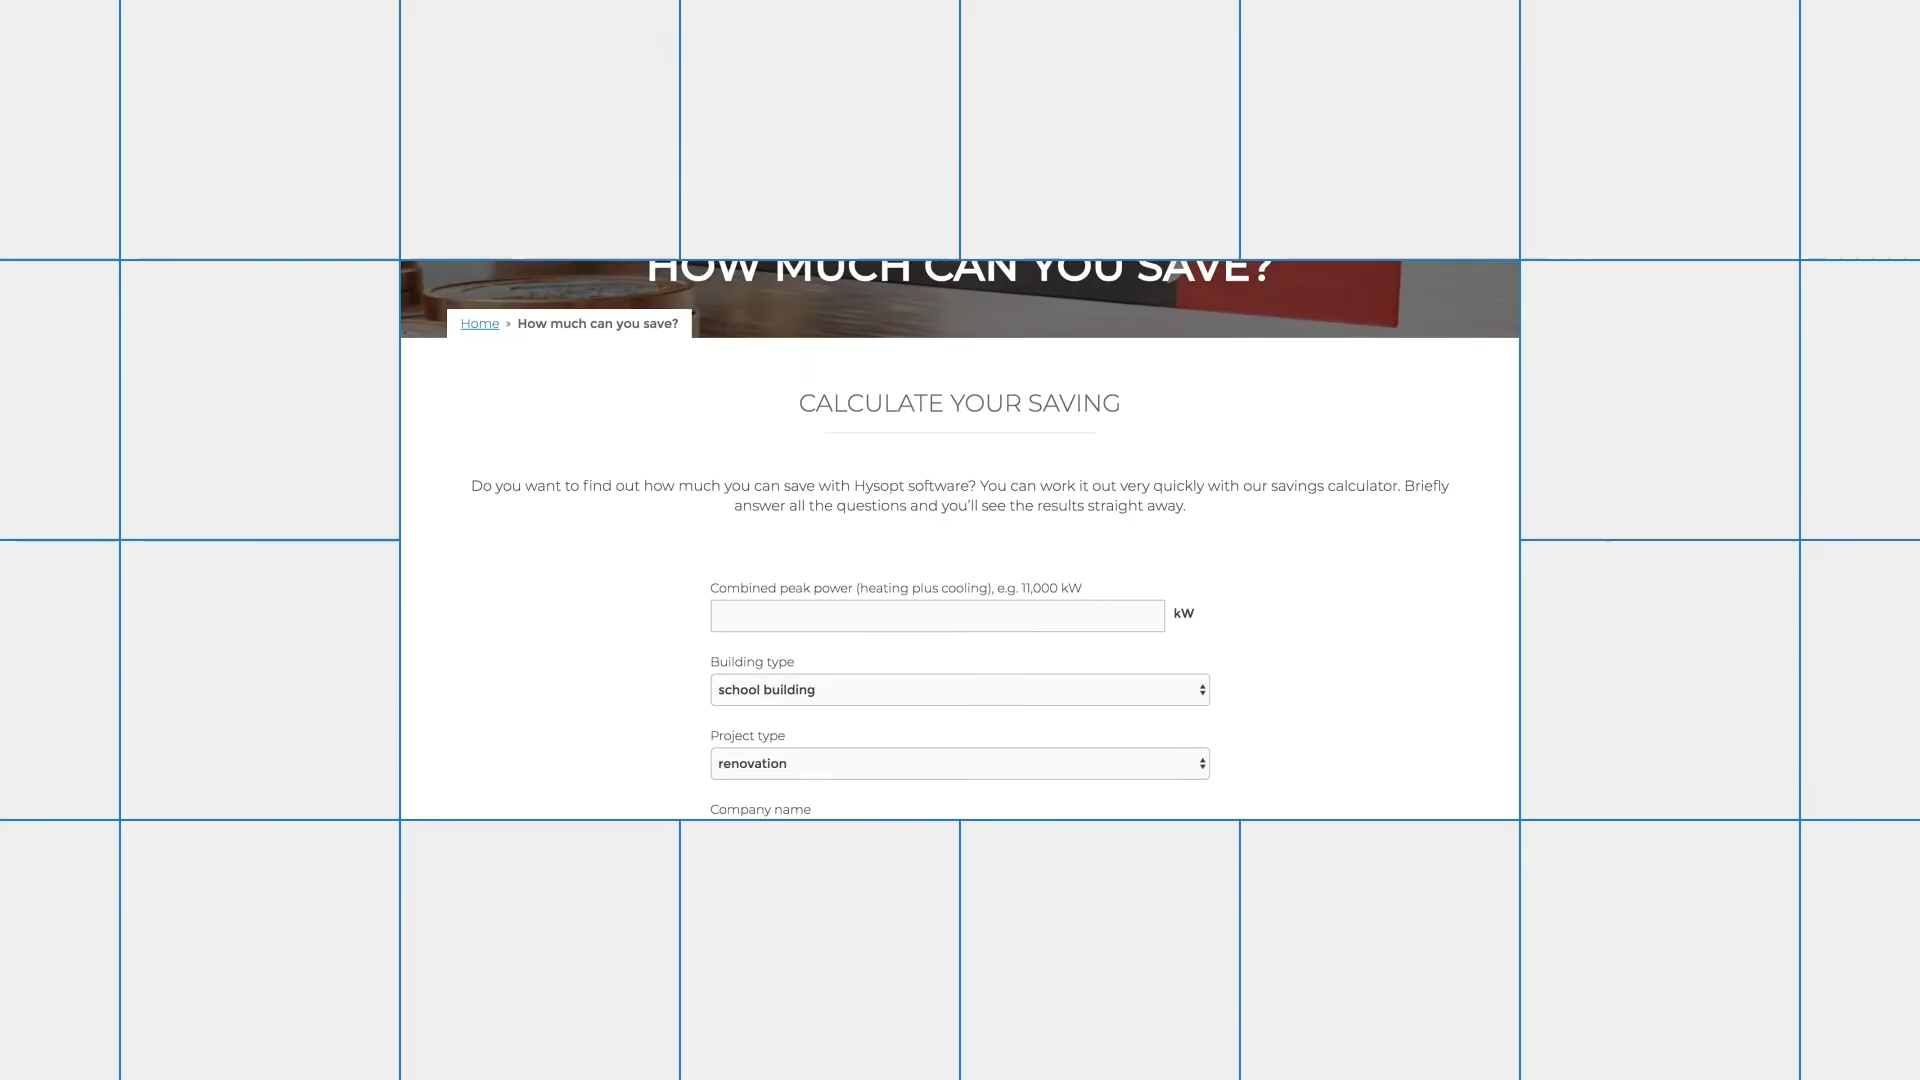 HOW MUCH CAN YOU SAVE?
Home » How much can you save?
CALCULATE YOUR SAVING
Do you want to find out how much you can save with Hysopt software? You can work it out very quickly with our savings calculator. Briefly
answer all the questions and you'll see the results straight away.
Combined peak power (heating plus cooling), e.g. 11,000 kW
kW
Building type
school building
Project type
renovation
Company name